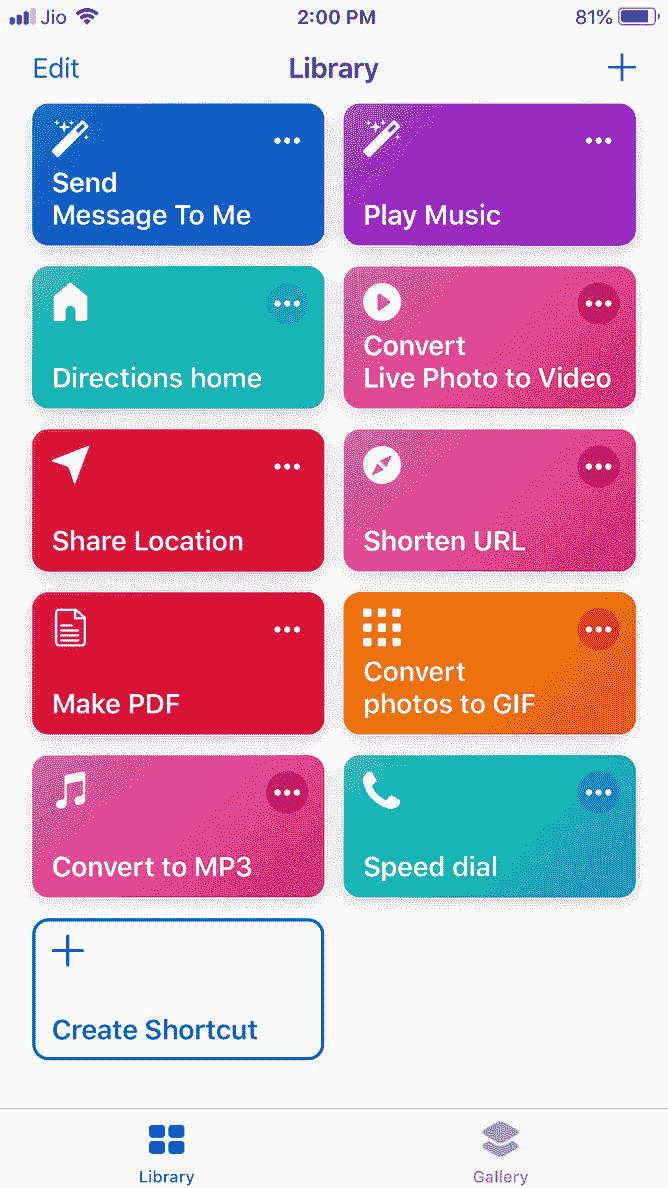 Jio 2:00 PM 81%
Edit Library
Send
Message To Me
Play Music
Directions home
Convert
Live Photo to Video
Share Location
Shorten URL
Make PDF
Convert
photos to GIF
Convert to MP3
Speed dial
Create Shortcut
Library Gallery